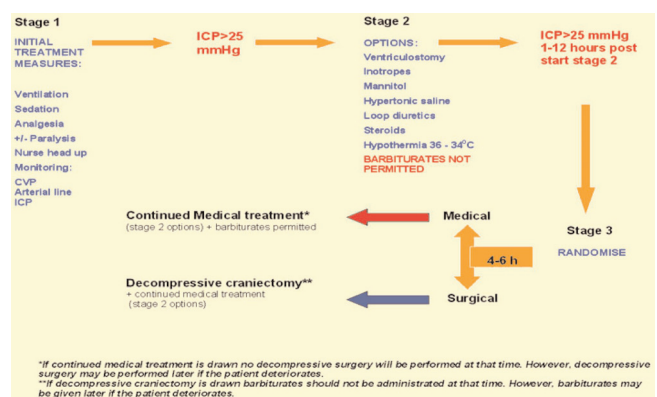 Stage 1
INITIAL
TREATMENT
MEASURES:
Ventilation
Sedation
Analgesia
+/- Paralysis
Nurse head up
Monitoring:
CVP
Arterial line
ICP
ICP>25
mmHg
Stage 2
OPTIONS:
Ventriculostomy
Inotropes
Mannitol
Hypertonic saline
Loop diuretics
Steroids
Hypothermia 36 - 34°C
BARBITURATES NOT
PERMITTED
ICP>25 mmHg
1-12 hours post
start stage 2
Stage 3
RANDOMISE
4-6 h
Medical
Surgical
Continued Medical treatment*
(stage 2 options) + barbiturates permitted
Decompressive craniectomy**
+ continued medical treatment
(stage 2 options)
*If continued medical treatment is drawn no decompressive surgery will be performed at that time. However, decompressive
surgery may be performed later if the patient deteriorates.
**If decompressive craniectomy is drawn barbiturates should not be administrated at that time. However, barbiturates may
be given later if the patient deteriorates.